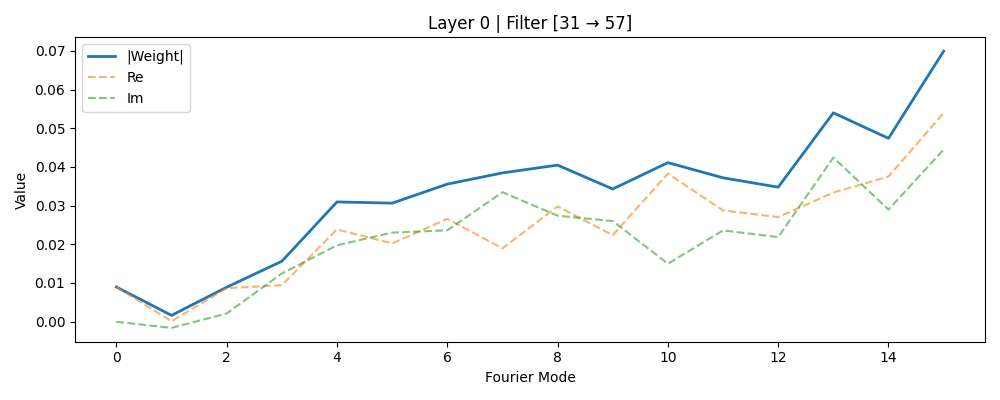 Layer 0 | Filter [31 → 57]
|Weight|
Re
Im
0.07
0.06
0.05
0.04
0.03
0.02
0.01
0.00
Value
0 2 4 6 8 10 12 14
Fourier Mode